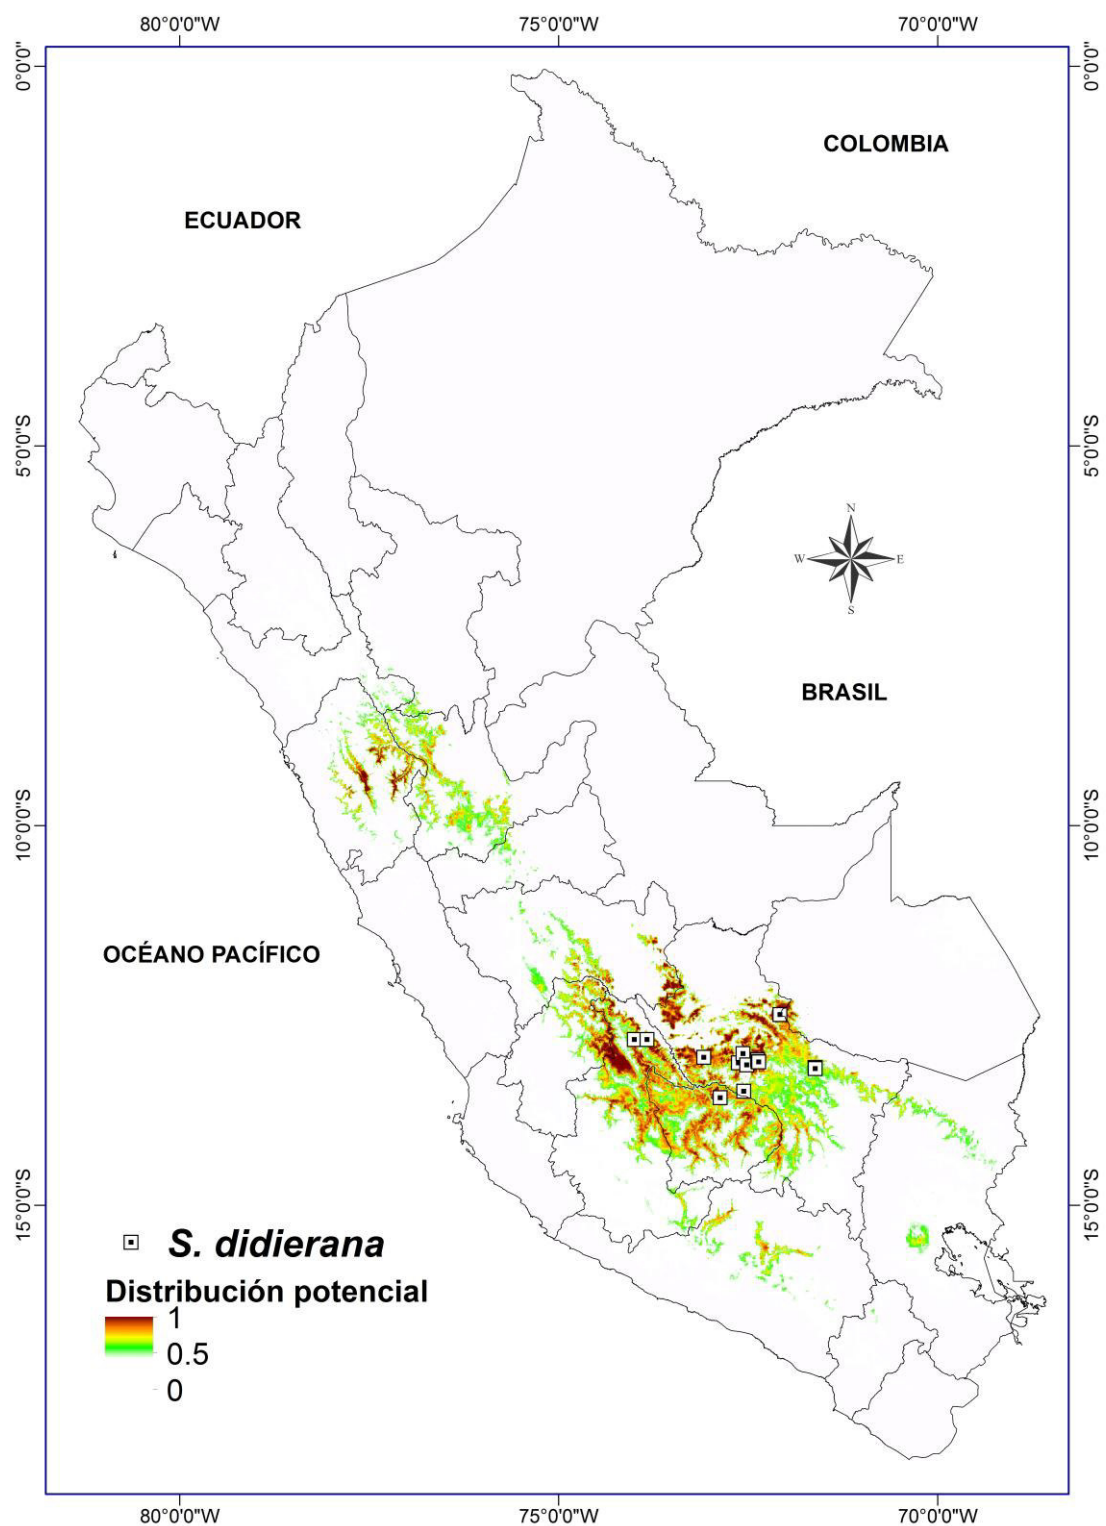 80°0'0"W 75°0'0"W 70°0'0"W
0°0'0" 0°0'0"
COLOMBIA
ECUADOR
5°0'0"S 5°0'0"S
N
W E
S
BRASIL
10°0'0"S 10°0'0"S
OCÉANO PACÍFICO
15°0'0"S 15°0'0"S
S. didierana
Distribución potencial
1
0.5
0
80°0'0"W 75°0'0"W 70°0'0"W